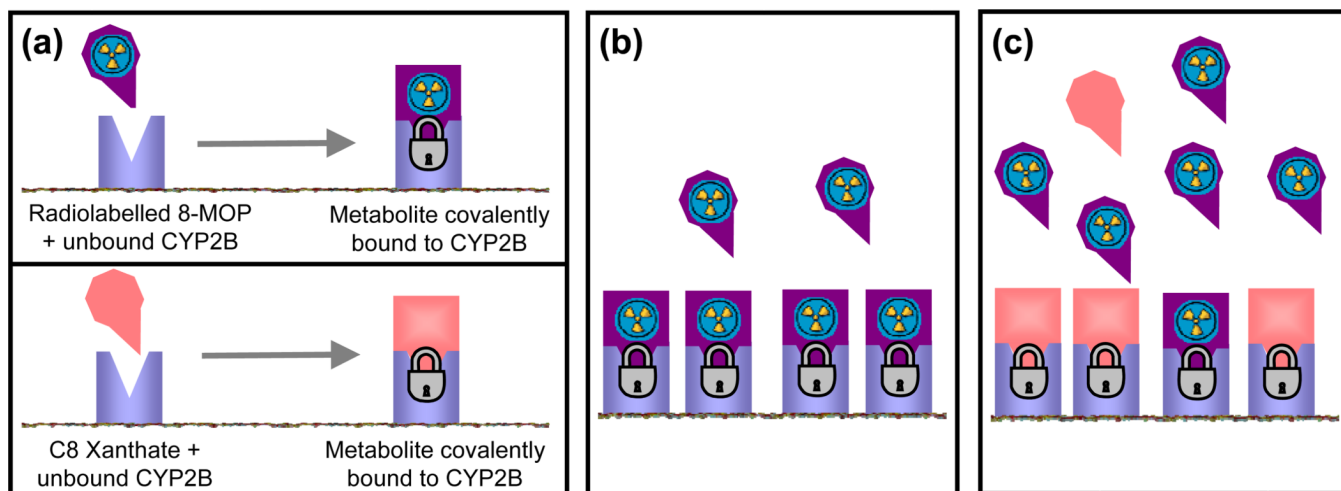 (a)
Radiolabelled 8-MOP
+ unbound CYP2B
Metabolite covalently
bound to CYP2B
C8 Xanthate +
unbound CYP2B
Metabolite covalently
bound to CYP2B
(b)
(c)